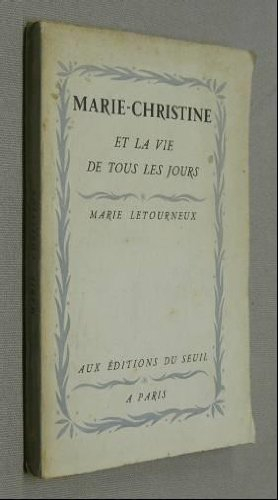 MARIE-CHRISTINE
ET LA VIE
DE TOUS LES JOURS
MARIE LETOURNEUX
AUX ÉDITIONS DU SEUIL
A PARIS